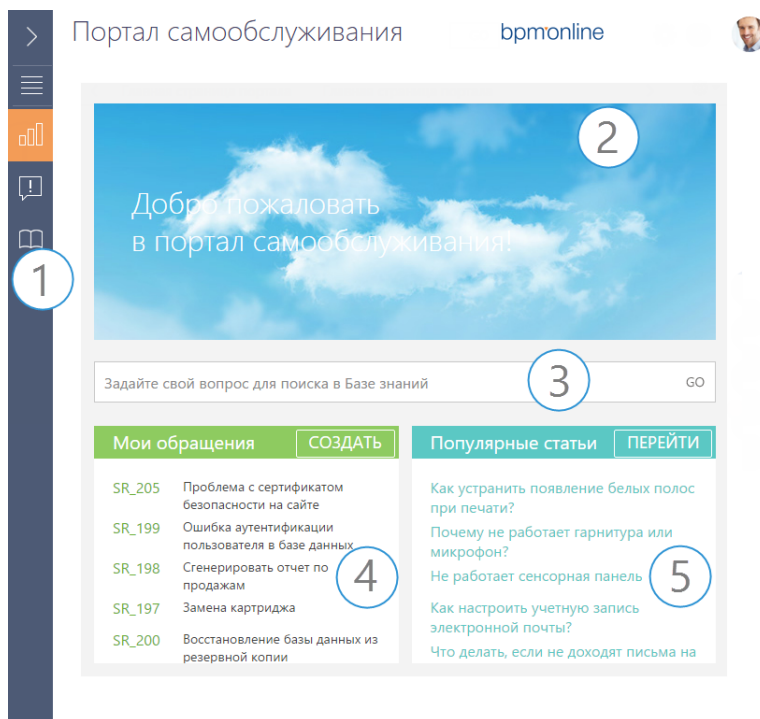 Портал самообслуживания
bpm'online
2
Добро пожаловать
в портал самообслуживания!
1
Задайте свой вопрос для поиска в Базе знаний
3
GO
Мои обращения
СОЗДАТЬ
SR_205 Проблема с сертификатом
безопасности на сайте
SR_199 Ошибка аутентификации
пользователя в базе данных
SR_198 Сгенерировать отчет по
продажам
4
SR_197 Замена картриджа
SR_200 Восстановление базы данных из
резервной копии
Популярные статьи
ПЕРЕЙТИ
Как устранить появление белых полос
при печати?
Почему не работает гарнитура или
микрофон?
Не работает сенсорная панель
5
Как настроить учетную запись
электронной почты?
Что делать, если не доходят письма на